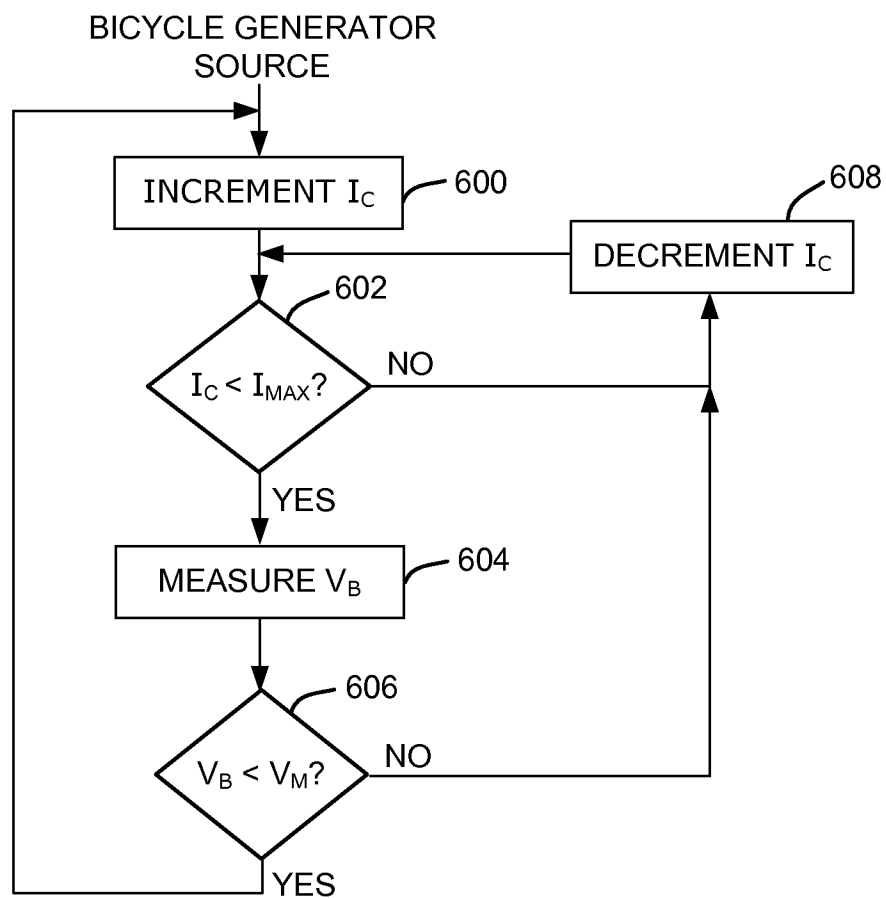 BICYCLE GENERATOR
SOURCE
INCREMENT IC
600
608
DECREMENT IC
602
IC < IMAX?
NO
YES
MEASURE VB
604
606
VB < VM?
NO
YES